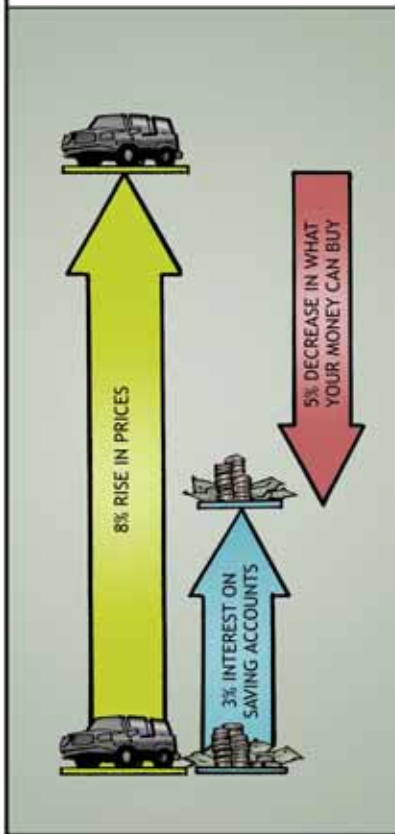 8% RISE IN PRICES
3% INTEREST ON
SAVING ACCOUNTS
5% DECREASE IN WHAT
YOUR MONEY CAN BUY